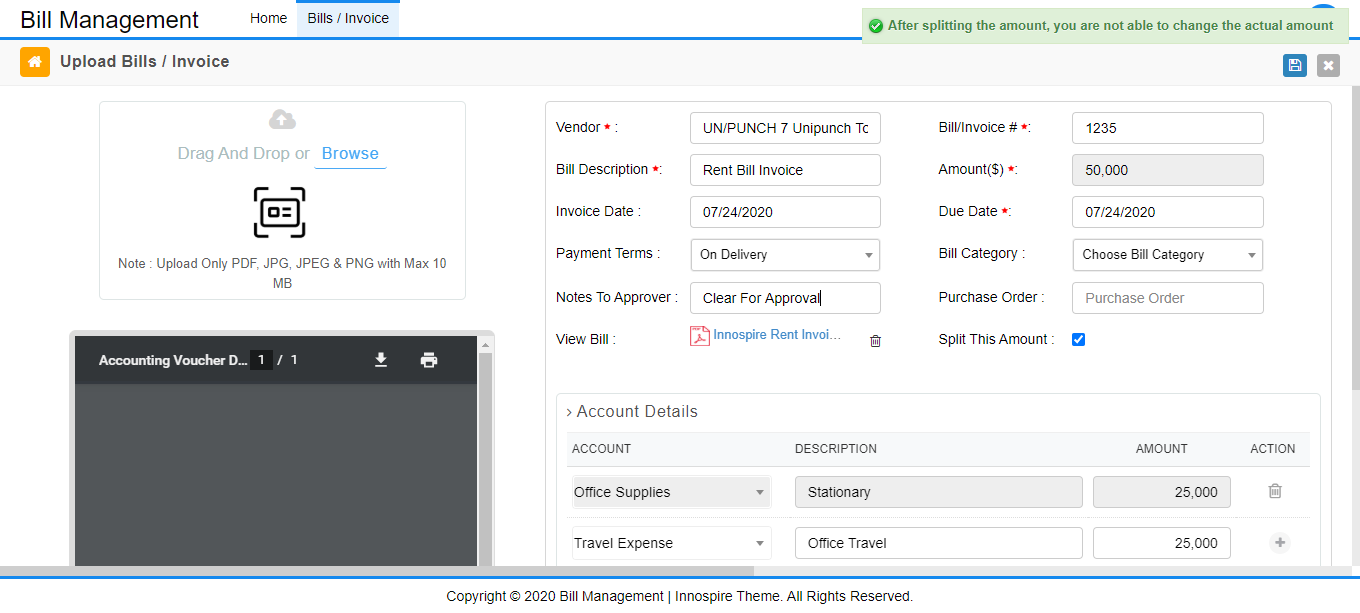 Bill Management
Home
Bills / Invoice
After splitting the amount, you are not able to change the actual amount
Upload Bills / Invoice
Drag And Drop or Browse
Note : Upload Only PDF, JPG, JPEG & PNG with Max 10
MB
Accounting Voucher D... 1 / 1
Vendor * : UN/PUNCH 7 Unipunch To
Bill/Invoice # *: 1235
Bill Description *: Rent Bill Invoice
Amount($) *: 50,000
Invoice Date : 07/24/2020
Due Date *: 07/24/2020
Payment Terms : On Delivery
Bill Category : Choose Bill Category
Notes To Approver : Clear For Approval
Purchase Order : Purchase Order
View Bill : Innospire Rent Invoi...
Split This Amount :
› Account Details
ACCOUNT DESCRIPTION AMOUNT ACTION
Office Supplies Stationary 25,000
Travel Expense Office Travel 25,000
Copyright © 2020 Bill Management | Innospire Theme. All Rights Reserved.